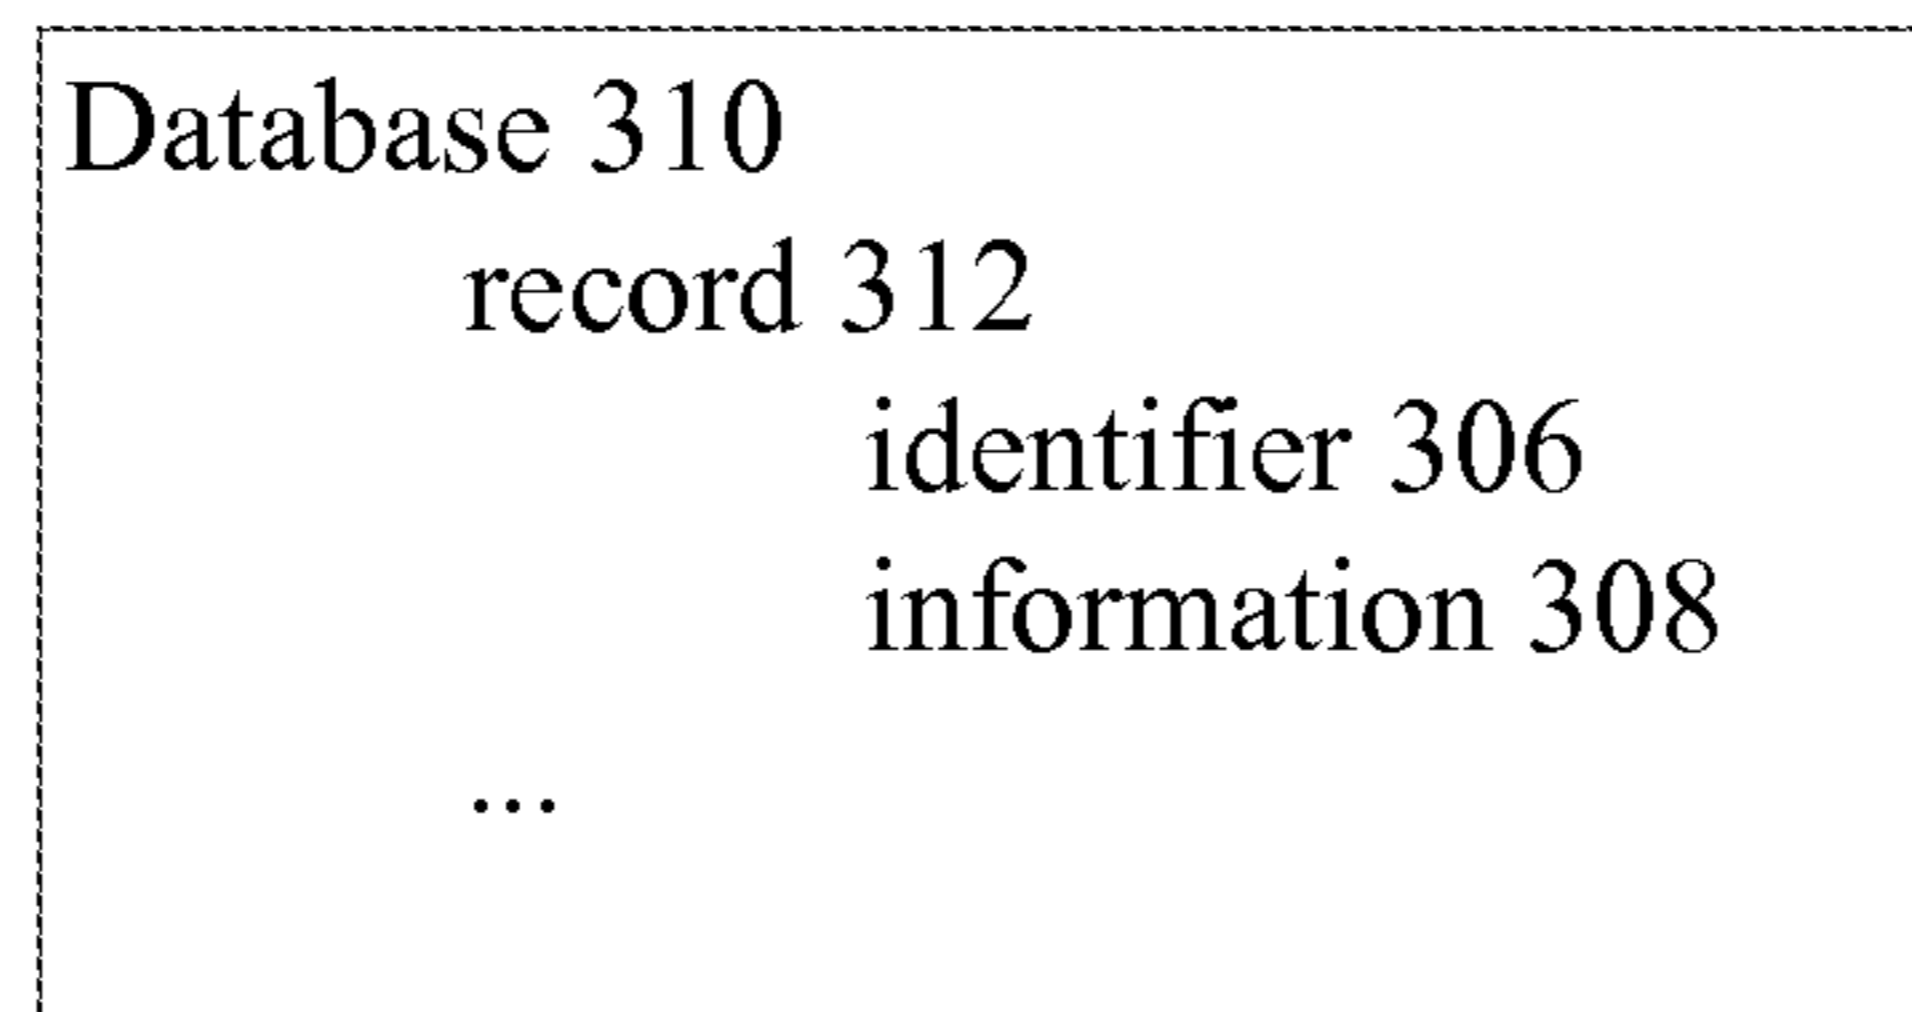 Database 310
record 312
identifier 306
information 308
...